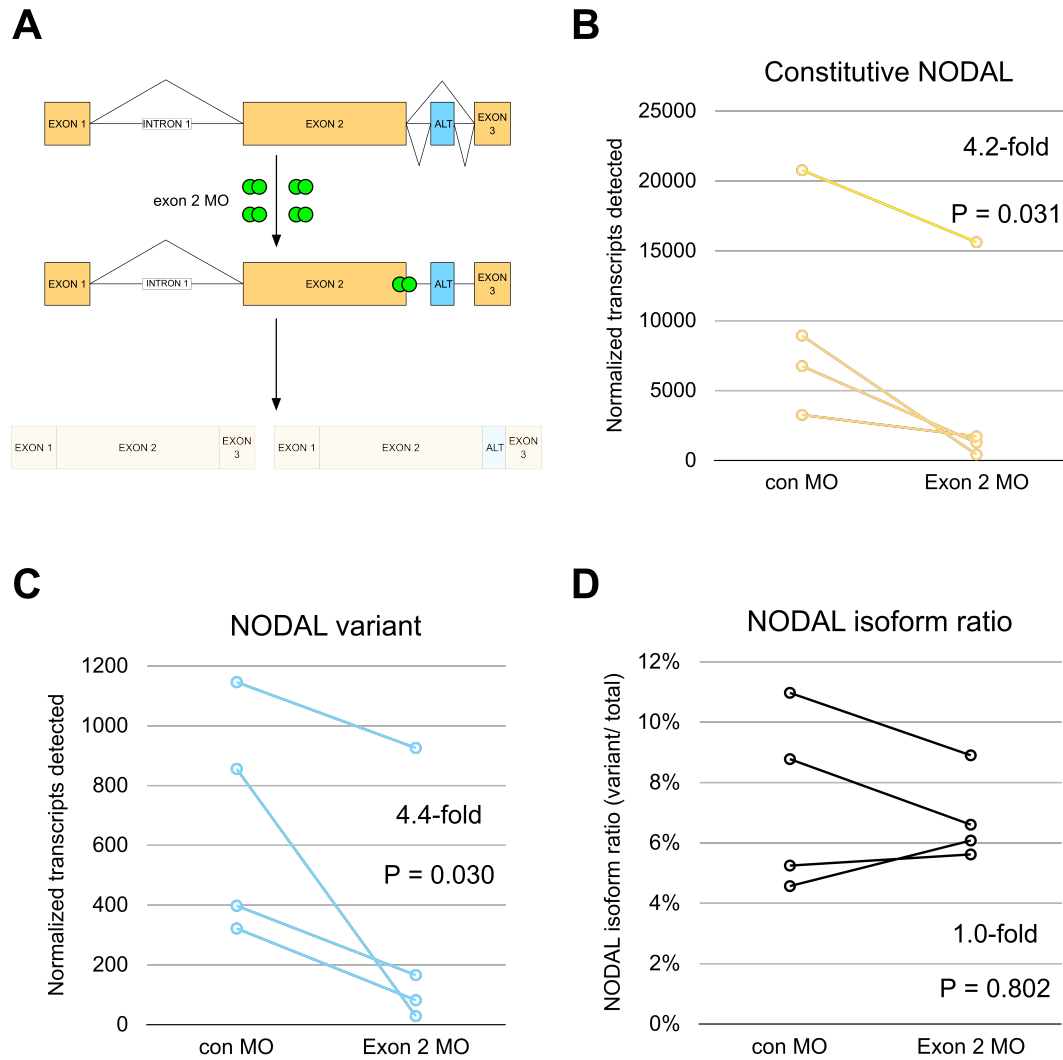 A
EXON 1
INTRON 1
EXON 2
ALT
EXON
3
exon 2 MO
EXON 1
INTRON 1
EXON 2
ALT
EXON
3
EXON 1
EXON 2
EXON
3
EXON 1
EXON 2
ALT
EXON
3
B
Constitutive NODAL
Normalized transcripts detected
25000
20000
15000
10000
5000
0
4.2-fold
P = 0.031
con MO
Exon 2 MO
C
NODAL variant
Normalized transcripts detected
1200
1000
800
600
400
200
0
4.4-fold
P = 0.030
con MO
Exon 2 MO
D
NODAL isoform ratio
NODAL isoform ratio (variant/ total)
12%
10%
8%
6%
4%
2%
0%
1.0-fold
P = 0.802
con MO
Exon 2 MO